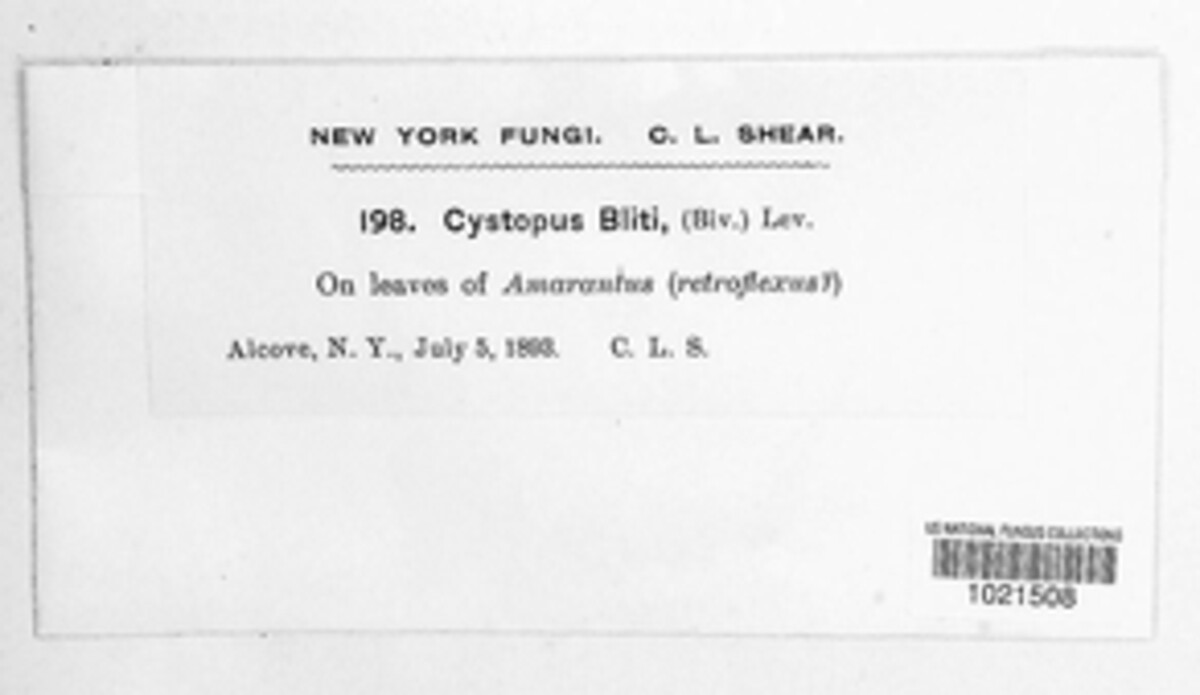 NEW YORK FUNGI. C. L. SHEAR.
198. Cystopus Bliti, (Biv.) Lev.
On leaves of Amarantus (retroflexus?)
Alcove, N. Y., July 5, 1893. C. L. S.
US NATIONAL FUNGUS COLLECTIONS
1021508